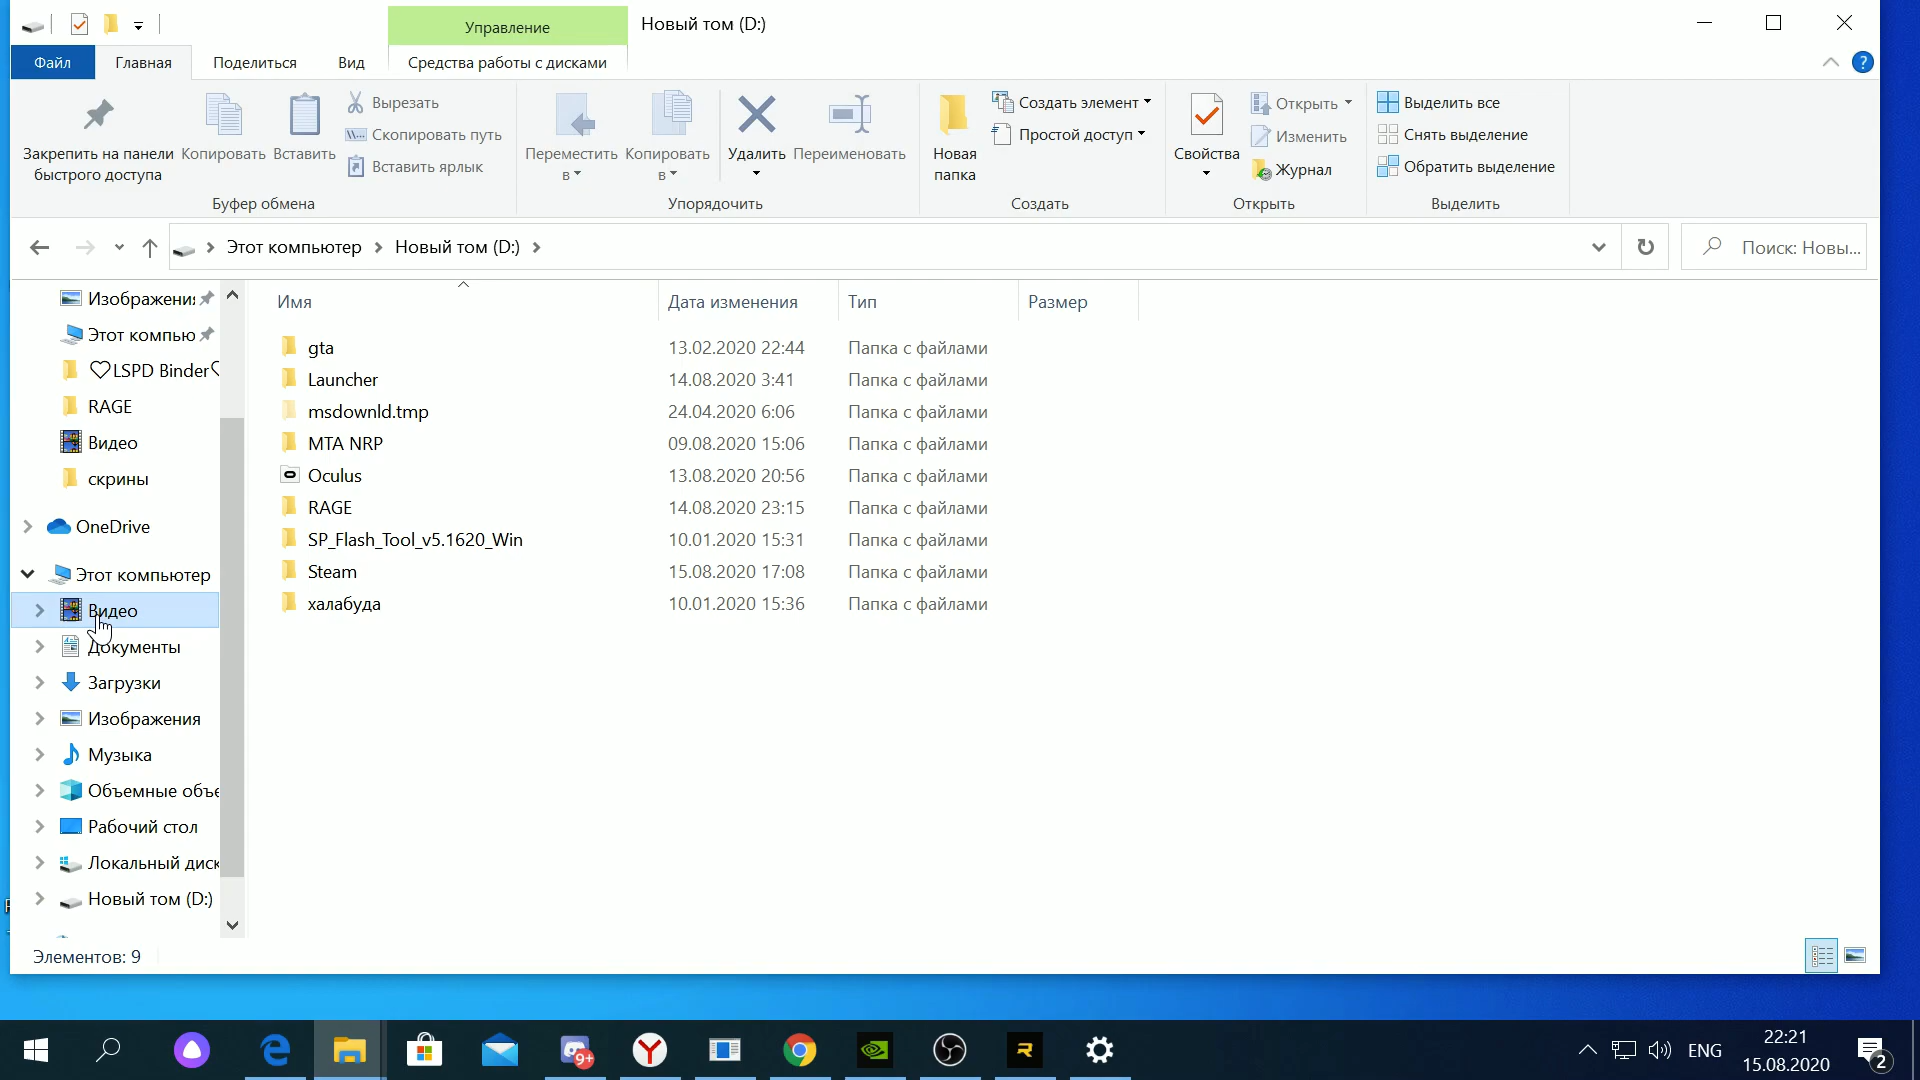 Управление
Новый том (D:)
Файл
Главная
Поделиться
Вид
Средства работы с дисками
?
Закрепить на панели
быстрого доступа
Копировать
Вставить
Вырезать
Скопировать путь
Вставить ярлык
Буфер обмена
Переместить
в
Копировать
в
Удалить
Переименовать
Упорядочить
Новая
папка
Создать элемент
Простой доступ
Создать
Свойства
Открыть
Изменить
Журнал
Открыть
Выделить все
Снять выделение
Обратить выделение
Выделить
Этот компьютер
Новый том (D:)
Поиск: Новы...
Изображения
Этот компью
♡LSPD Binder♡
RAGE
Видео
скрины
OneDrive
Этот компьютер
Видео
Документы
Загрузки
Изображения
Музыка
Объемные объе
Рабочий стол
Локальный диск
Новый том (D:)
Имя Дата изменения Тип Размер
gta 13.02.2020 22:44 Папка с файлами
Launcher 14.08.2020 3:41 Папка с файлами
msdownld.tmp 24.04.2020 6:06 Папка с файлами
MTA NRP 09.08.2020 15:06 Папка с файлами
Oculus 13.08.2020 20:56 Папка с файлами
RAGE 14.08.2020 23:15 Папка с файлами
SP_Flash_Tool_v5.1620_Win 10.01.2020 15:31 Папка с файлами
Steam 15.08.2020 17:08 Папка с файлами
халабуда 10.01.2020 15:36 Папка с файлами
Элементов: 9
9+
ENG
22:21
15.08.2020
2